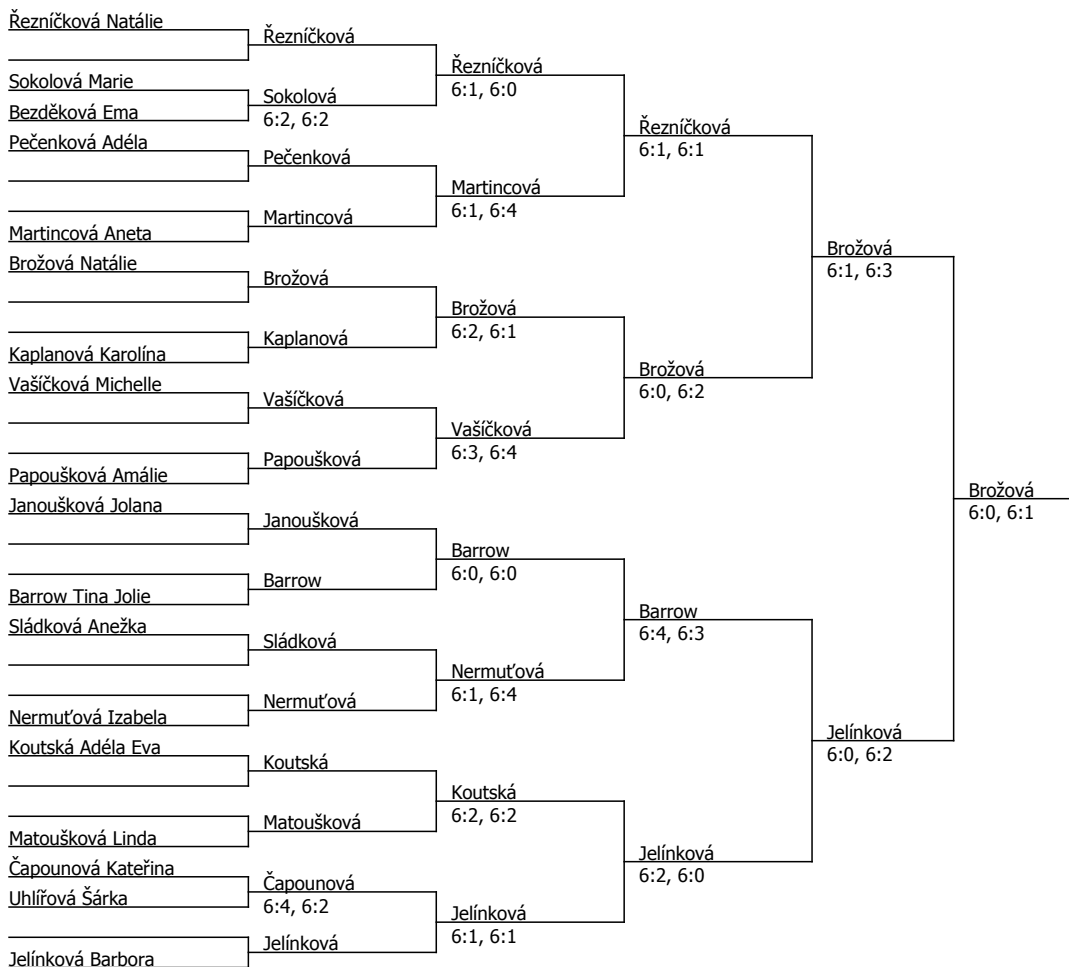 Řezníčková Natálie
Sokolová Marie
Bezděková Ema
Pečenková Adéla
Martincová Aneta
Brožová Natálie
Kaplanová Karolína
Vašíčková Michelle
Papoušková Amálie
Janoušková Jolana
Barrow Tina Jolie
Sládková Anežka
Nermuťová Izabela
Koutská Adéla Eva
Matoušková Linda
Čapounová Kateřina
Uhlířová Šárka
Jelínková Barbora
Řezníčková
Sokolová
6:2, 6:2
Pečenková
Martincová
Brožová
Kaplanová
Vašíčková
Papoušková
Janoušková
Barrow
Sládková
Nermuťová
Koutská
Matoušková
Čapounová
6:4, 6:2
Jelínková
Řezníčková
6:1, 6:0
Martincová
6:1, 6:4
Brožová
6:2, 6:1
Vašíčková
6:3, 6:4
Barrow
6:0, 6:0
Nermuťová
6:1, 6:4
Koutská
6:2, 6:2
Jelínková
6:1, 6:1
Řezníčková
6:1, 6:1
Brožová
6:0, 6:2
Barrow
6:4, 6:3
Jelínková
6:2, 6:0
Brožová
6:1, 6:3
Jelínková
6:0, 6:2
Brožová
6:0, 6:1